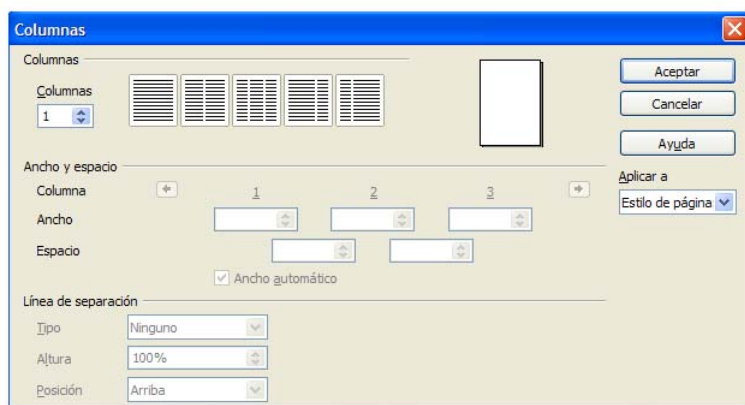 Columnas
Columnas
Columnas
1
Aceptar
Cancelar
Ayuda
Aplicar a
Estilo de página
Ancho y espacio
Columna 1 2 3
Ancho
Espacio
Ancho automático
Línea de separación
Tipo Ninguno
Altura 100%
Posición Arriba